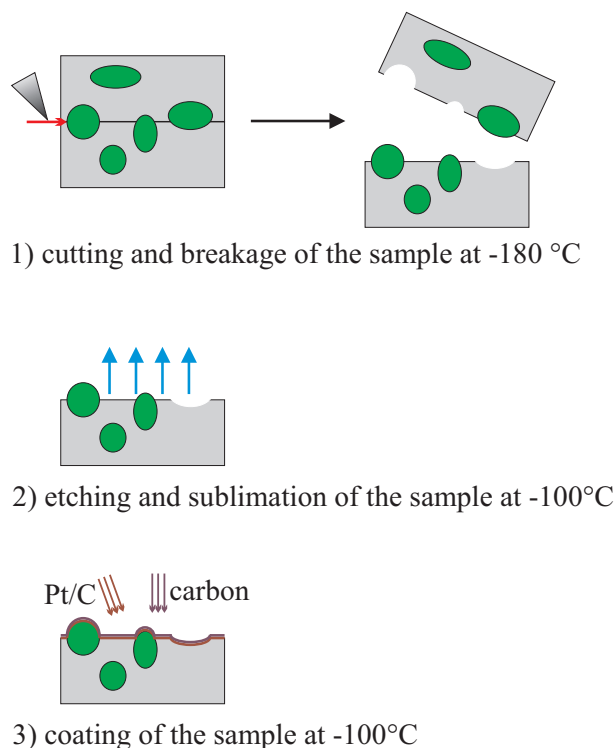 1) cutting and breakage of the sample at -180 °C
2) etching and sublimation of the sample at -100°C
Pt/C carbon
3) coating of the sample at -100°C